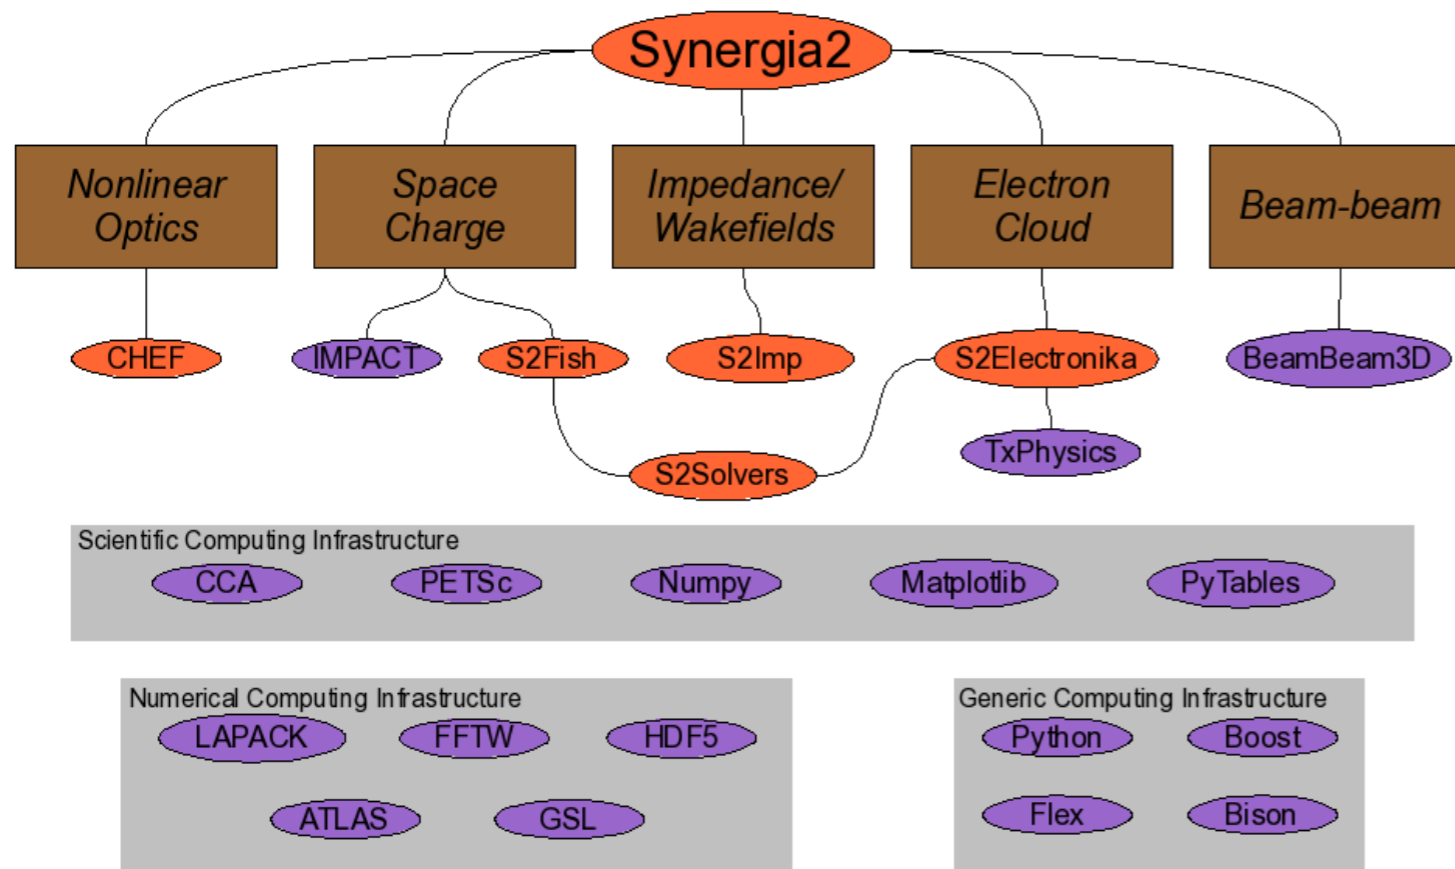 Synergia2
Nonlinear
Optics
Space
Charge
Impedance/
Wakefields
Electron
Cloud
Beam-beam
CHEF
IMPACT
S2Fish
S2Imp
S2Electronika
BeamBeam3D
TxPhysics
S2Solvers
Scientific Computing Infrastructure
CCA
PETSc
Numpy
Matplotlib
PyTables
Numerical Computing Infrastructure
LAPACK
FFTW
HDF5
ATLAS
GSL
Generic Computing Infrastructure
Python
Boost
Flex
Bison